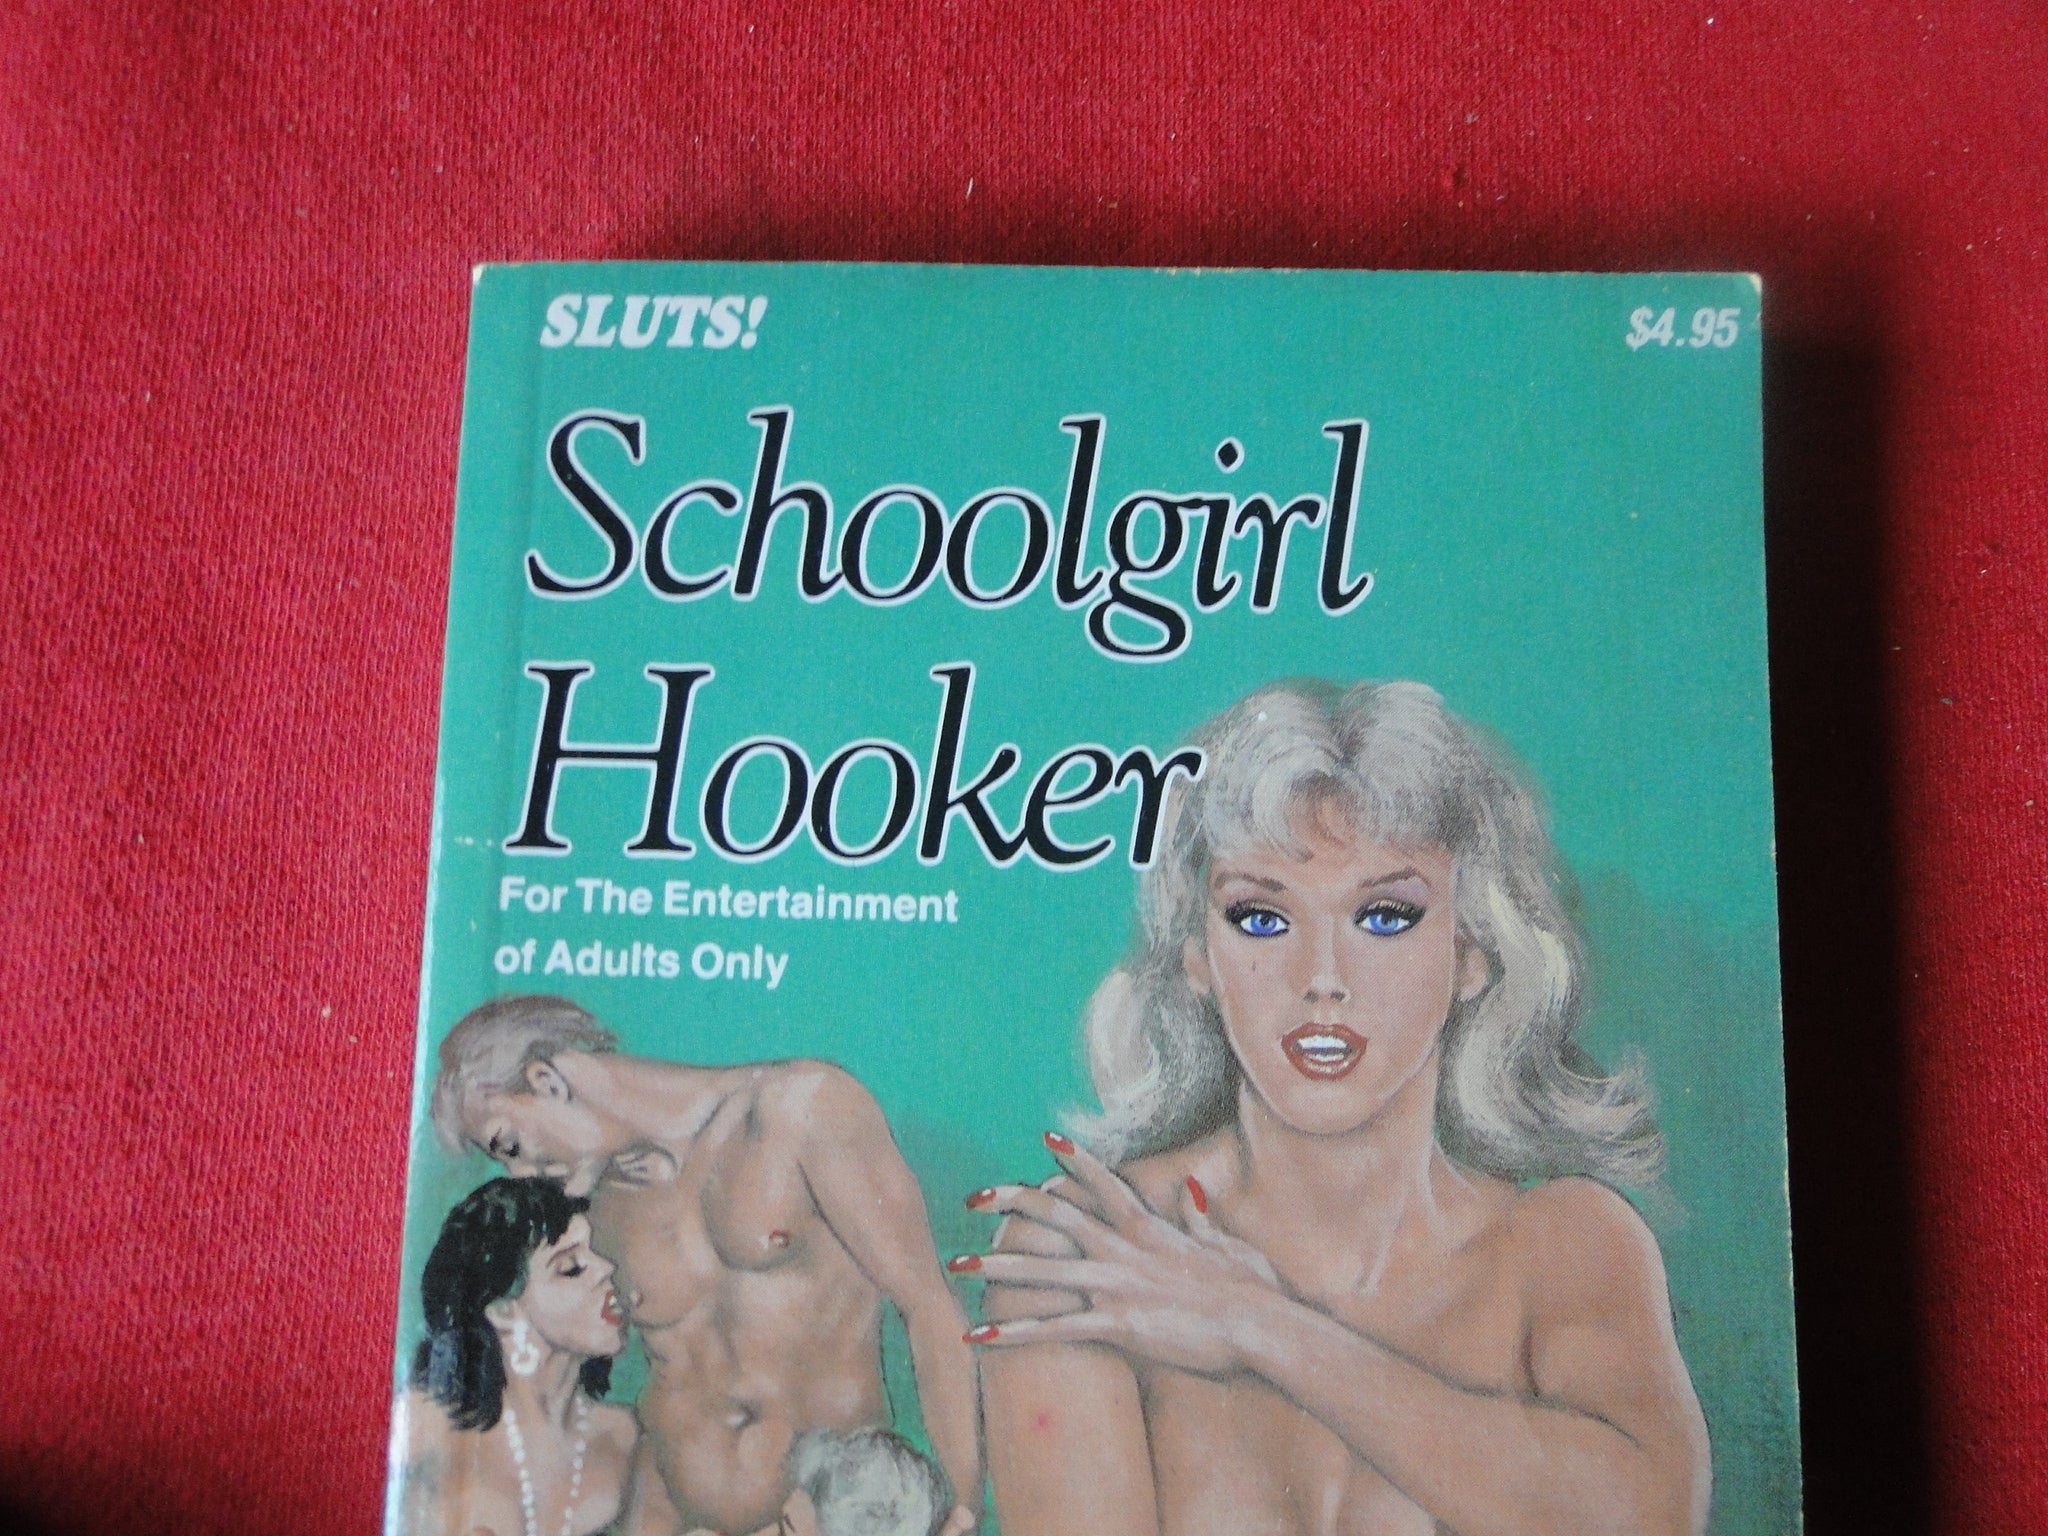 SLUTS!
$4.95
Schoolgirl
Hooker
For The Entertainment
of Adults Only